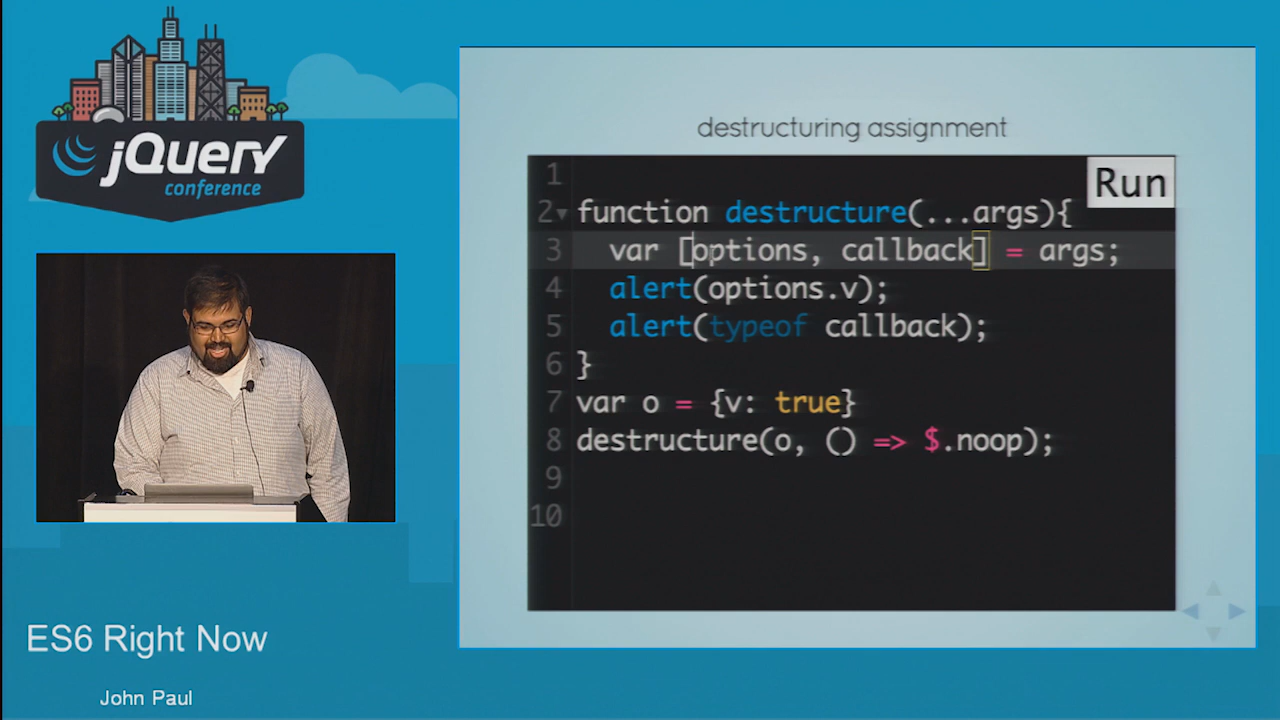 jQuery
conference
destructuring assignment
Run
1
2 function destructure(...args){
3 var [options, callback] = args;
4 alert(options.v);
5 alert(typeof callback);
6 }
7 var o = {v: true}
8 destructure(o, () => $.noop);
9
10
ES6 Right Now
John Paul